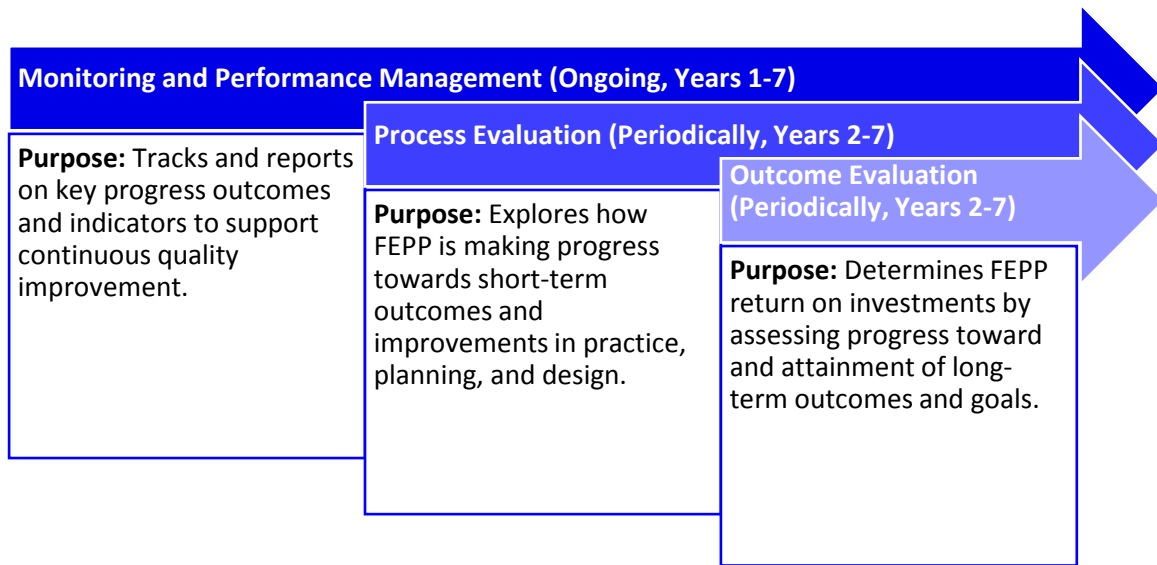 Monitoring and Performance Management (Ongoing, Years 1-7)
Purpose: Tracks and reports
on key progress outcomes
and indicators to support
continuous quality
improvement.
Process Evaluation (Periodically, Years 2-7)
Purpose: Explores how
FEPP is making progress
towards short-term
outcomes and
improvements in practice,
planning, and design.
Outcome Evaluation
(Periodically, Years 2-7)
Purpose: Determines FEPP
return on investments by
assessing progress toward
and attainment of long-
term outcomes and goals.